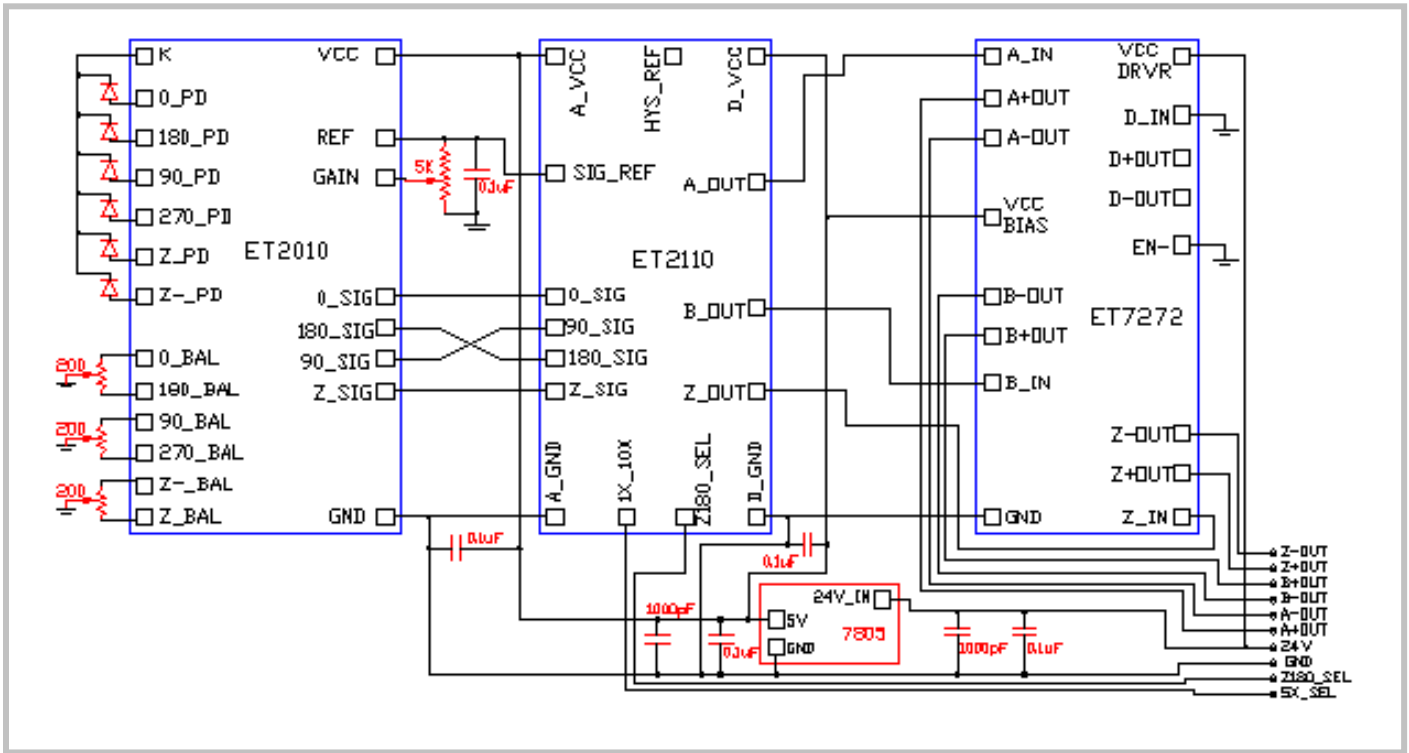 K
VCC
0_PD
180_PD
90_PD
270_PD
Z_PD
Z-_PD
REF
GAIN
5K
0.1uF
ET2010
0_SIG
180_SIG
90_SIG
Z_SIG
0_BAL
180_BAL
90_BAL
270_BAL
Z-_BAL
Z_BAL
200
200
200
GND
0.1uF
A_VCC
HYS_REF
D_VCC
SIG_REF
A_OUT
ET2110
0_SIG
90_SIG
180_SIG
Z_SIG
B_OUT
Z_OUT
A_GND
1X_10X
Z180_SEL
D_GND
0.1uF
A_IN
A+OUT
A-OUT
VCC
BIAS
B-OUT
B+OUT
B_IN
GND
VCC
DRVR
D_IN
D+OUT
D-OUT
EN-
ET7272
Z-OUT
Z+OUT
Z_IN
1000pF
0.1uF
24V_IN
5V
7805
GND
1000pF
0.1uF
Z-OUT
Z+OUT
B+OUT
B-OUT
A-OUT
A+OUT
24V
GND
Z180_SEL
5X_SEL